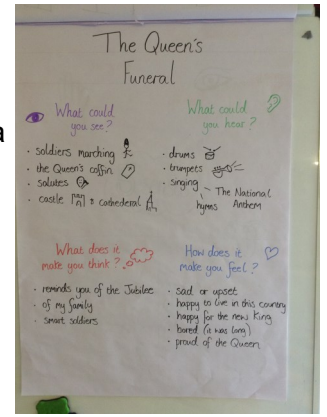 The Queen's
Funeral
What could
you see?
· soldiers marching
· the Queen's coffin
· salutes
· castle & cathederal
What could
you hear?
· drums
· trumpets
· singing
The National
Anthem
hymns
What does it
make you think?
· reminds you of the Jubilee
· of my family
· smart soldiers
How does it
make you feel?
· sad or upset
· happy to live in this country
· happy for the new King
· bored (it was long)
· proud of the Queen
a